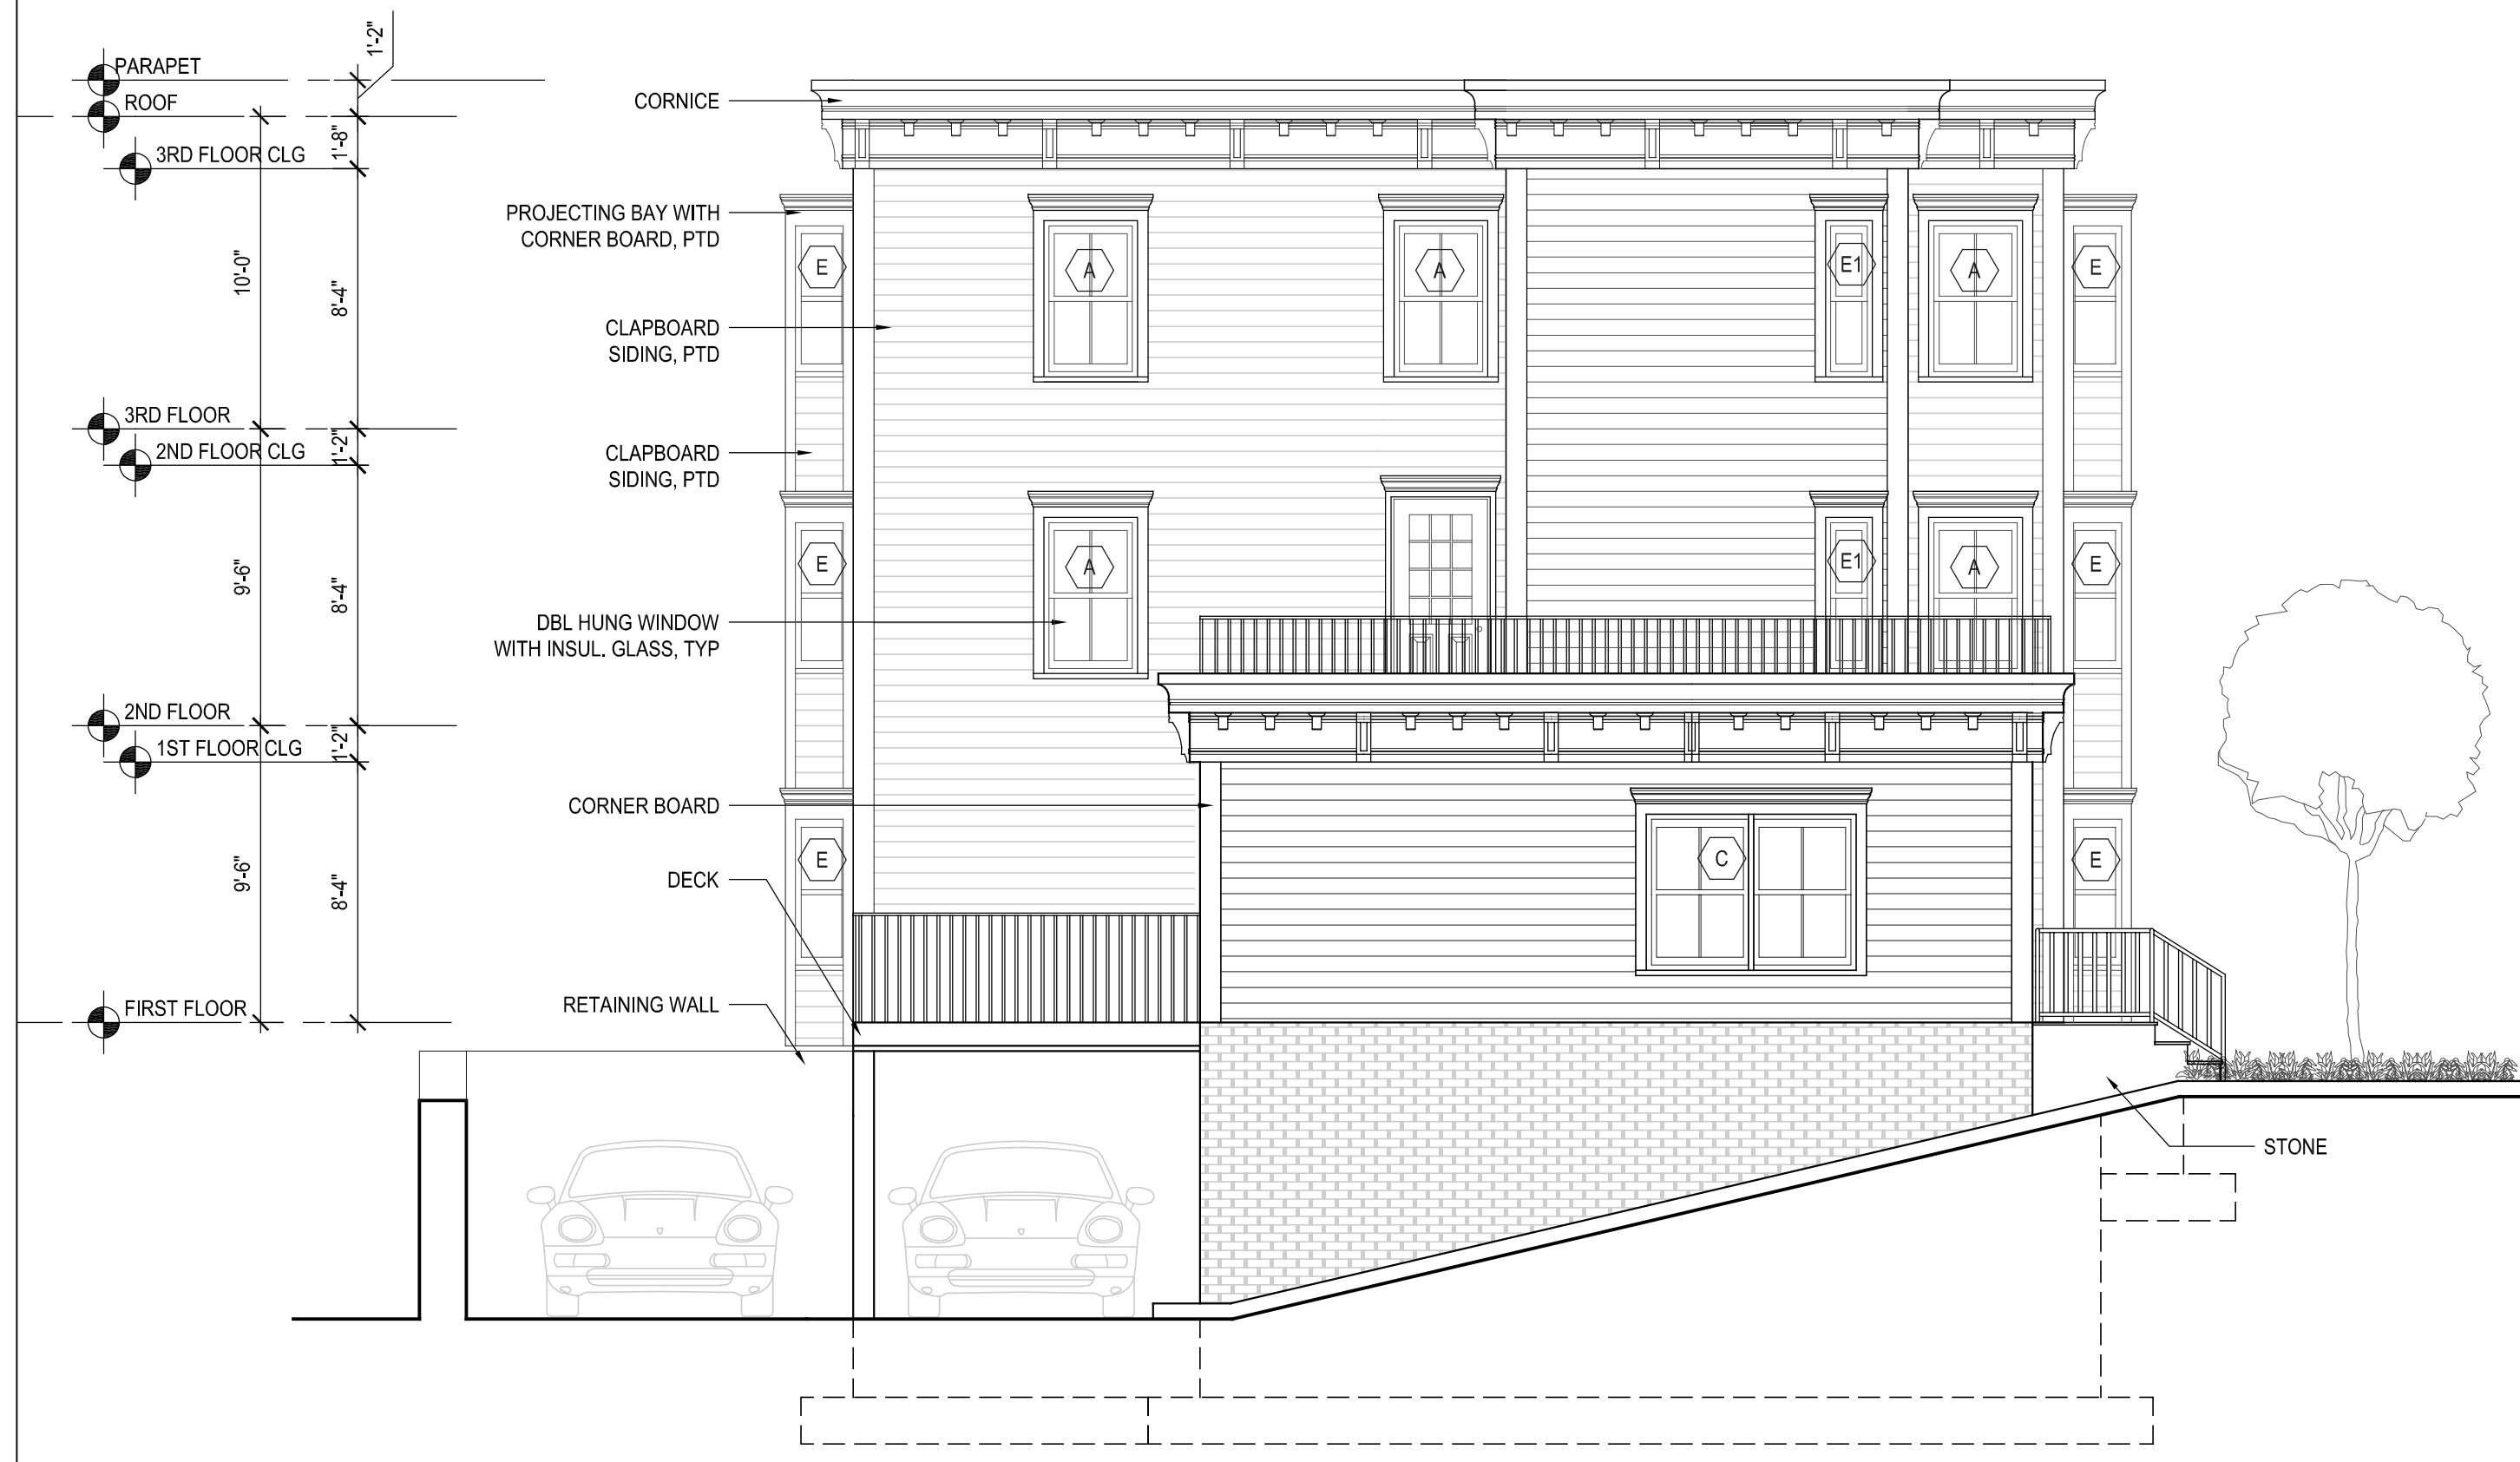 1'-2"
PARAPET
ROOF
3RD FLOOR CLG
3RD FLOOR
2ND FLOOR CLG
2ND FLOOR
1ST FLOOR CLG
FIRST FLOOR
10'-0"
9'-6"
9'-6"
1'-8"
8'-4"
1'-2"
8'-4"
1'-2"
8'-4"
CORNICE
PROJECTING BAY WITH
CORNER BOARD, PTD
CLAPBOARD
SIDING, PTD
CLAPBOARD
SIDING, PTD
DBL HUNG WINDOW
WITH INSUL. GLASS, TYP
CORNER BOARD
DECK
RETAINING WALL
E
A
A
E1
A
E
E
A
E1
A
E
E
C
E
STONE